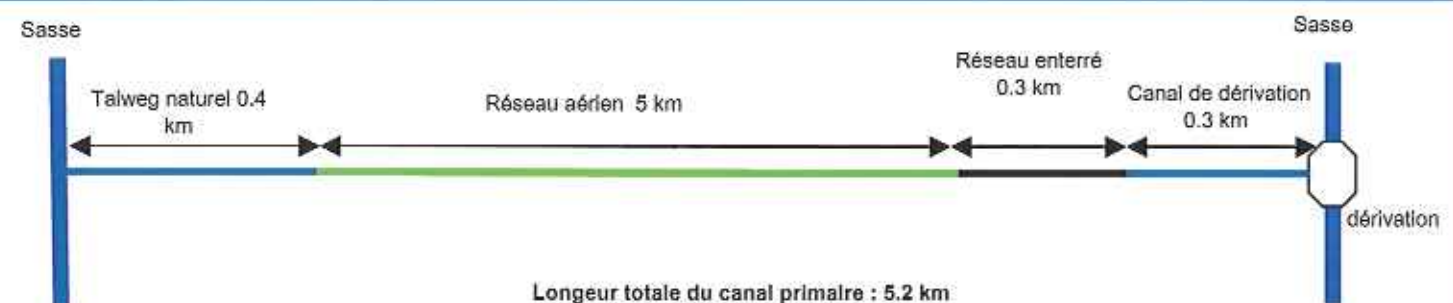 Sasse
Sasse
Talweg naturel 0.4
km
Réseau aérien 5 km
Réseau enterré
0.3 km
Canal de dérivation
0.3 km
dérivation
Longeur totale du canal primaire : 5.2 km